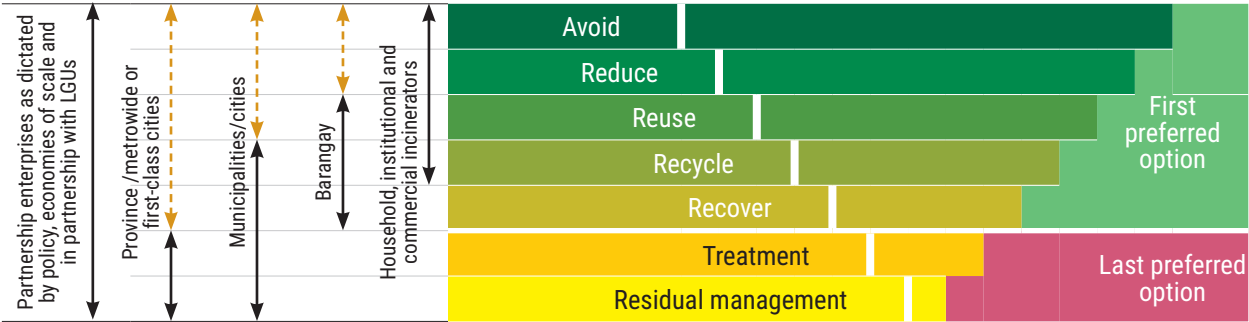 Partnership enterprises as dictated
by policy, economies of scale and
in partnership with LGUs
Province /metrowide or
first-class cities
Municipalities/cities
Barangay
Household, institutional and
commercial incinerators
Avoid
Reduce
Reuse
Recycle
Recover
Treatment
Residual management
First
preferred
option
Last preferred
option